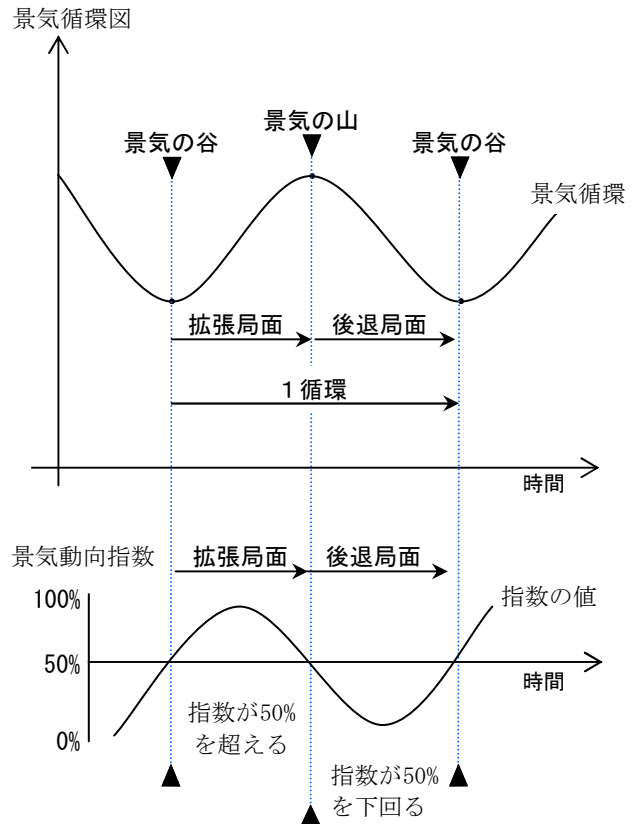 景気循環図
景気の谷
景気の山
景気の谷
景気循環
拡張局面
後退局面
1循環
時間
景気動向指数
拡張局面
後退局面
100%
指数の値
50%
時間
指数が50%
を超える
0%
指数が50%
を下回る